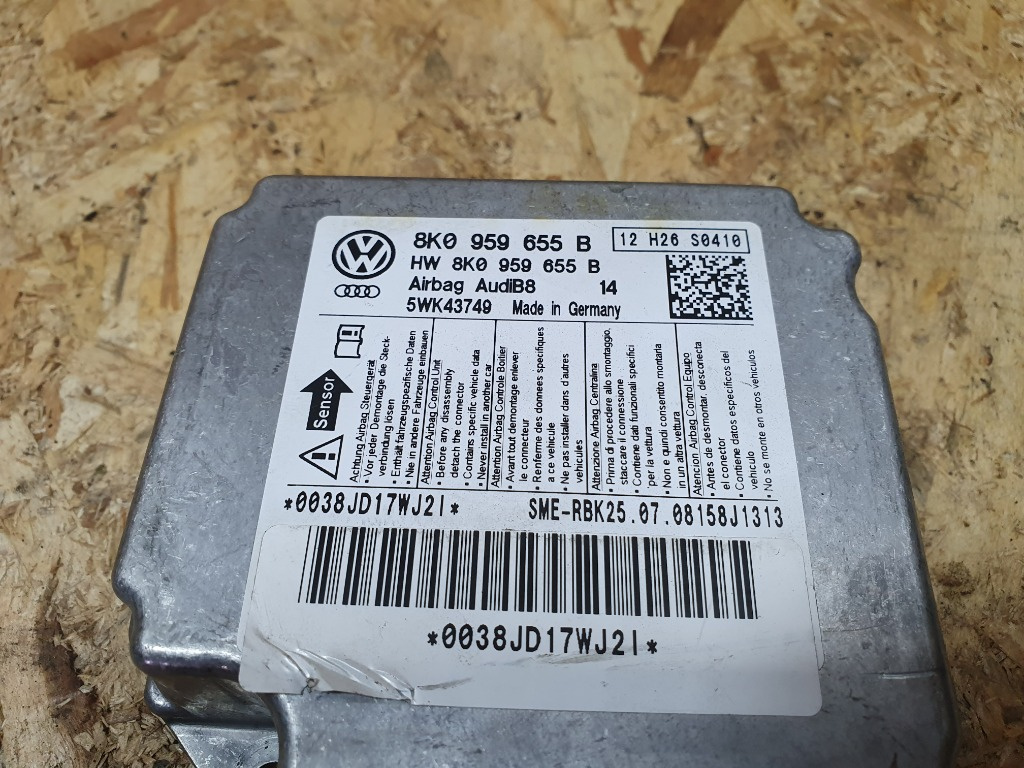 8K0 959 655 B
12 H26 S0410
HW 8K0 959 655 B
Airbag AudiB8 14
5WK43749 Made in Germany
Sensor
Achtung Airbag Steuergerät
• Vor jeder Demontage die Steck-
verbindung lösen
• Enthält fahrzeugspezifische Daten
• Nie in andere Fahrzeuge einbauen
Attention Airbag Control Unit
• Before any disassembly
detach the connector
• Contains specific vehicle data
• Never install in another car
Attention Airbag Controle Boitier
• Avant tout demontage enlever
le connecteur
• Renferme des donnees specifiques
a ce vehicule
• Ne pas installer dans d'autres
vehicules
Attenzione Airbag Centralina
• Prima di procedere allo smontaggio,
staccare il connessione
• Contiene dati funzionali specifici
per la vettura
• Non e quindi consentito montarla
in un altra vettura
Atencion Airbag Control Equipo
• Antes de desmontar, desconecta
el conector
• Contiene datos especificos del
vehiculo
• No se monte en otros vehiculos
*0038JD17WJ2I*
SME-RBK25.07.08158J1313
*0038JD17WJ2I*